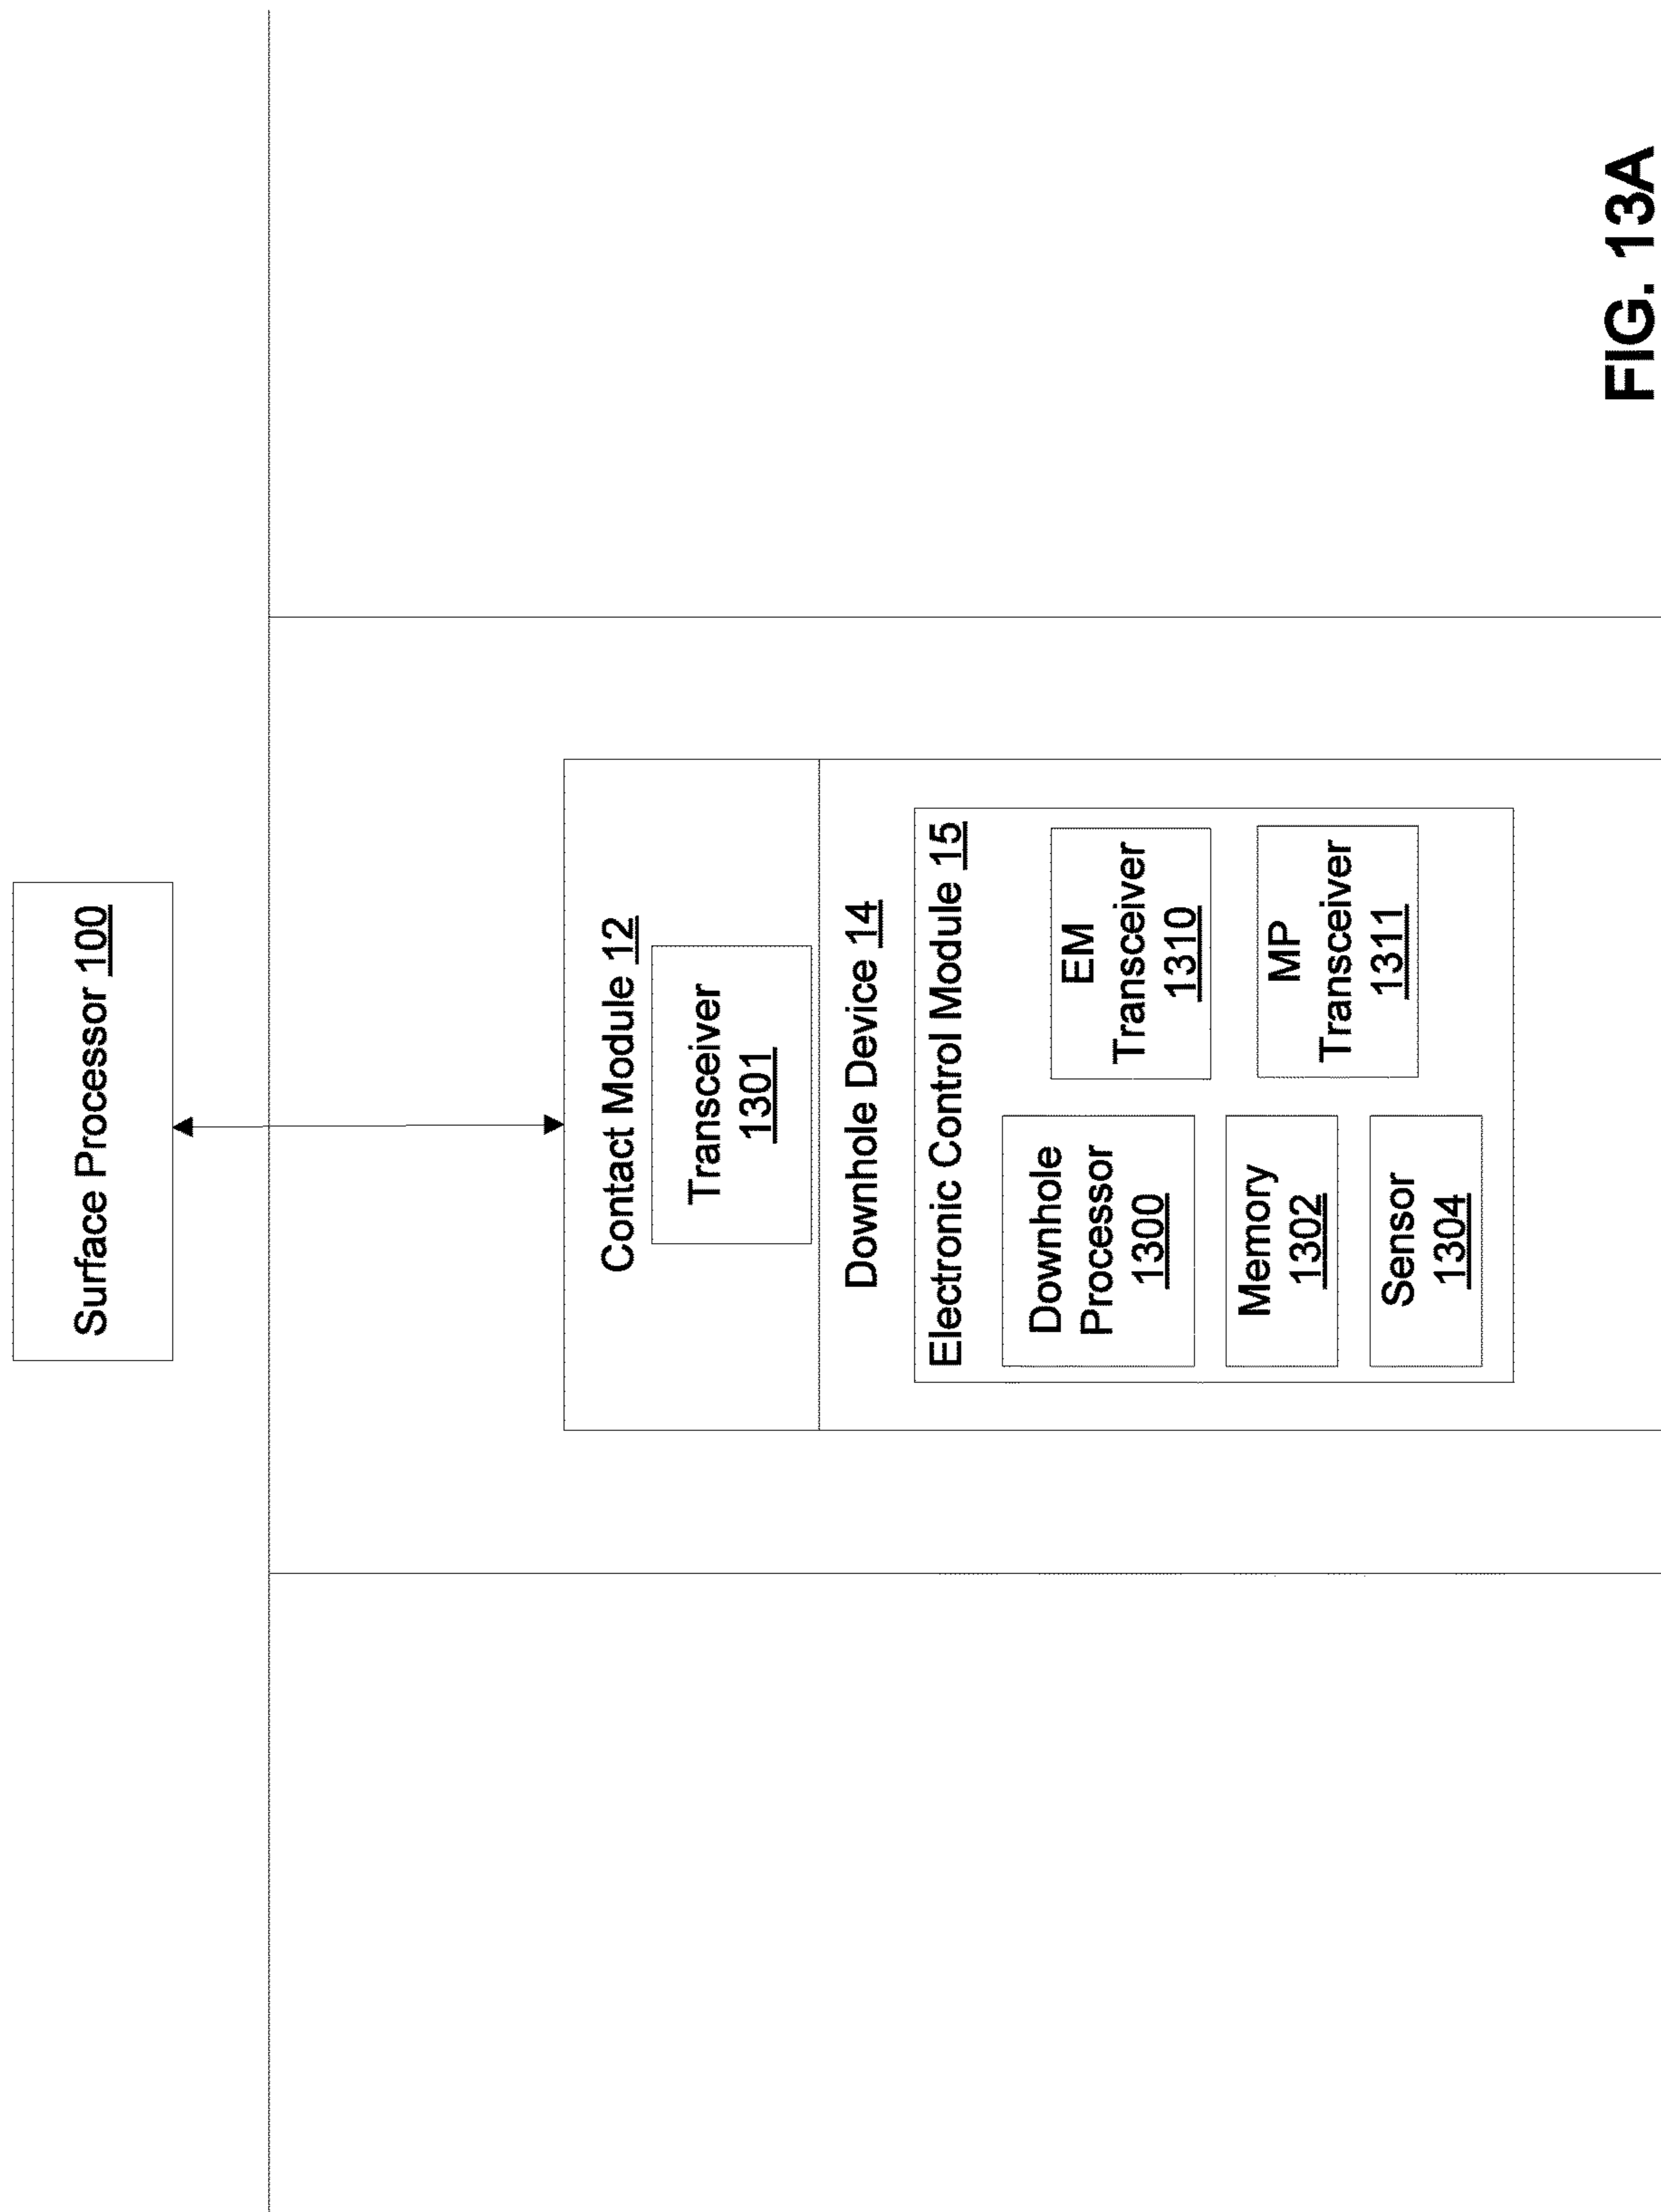 Surface Processor 100
Contact Module 12
Transceiver
1301
Downhole Device 14
Electronic Control Module 15
Downhole
Processor
1300
EM
Transceiver
1310
Memory
1302
MP
Transceiver
1311
Sensor
1304
FIG. 13A